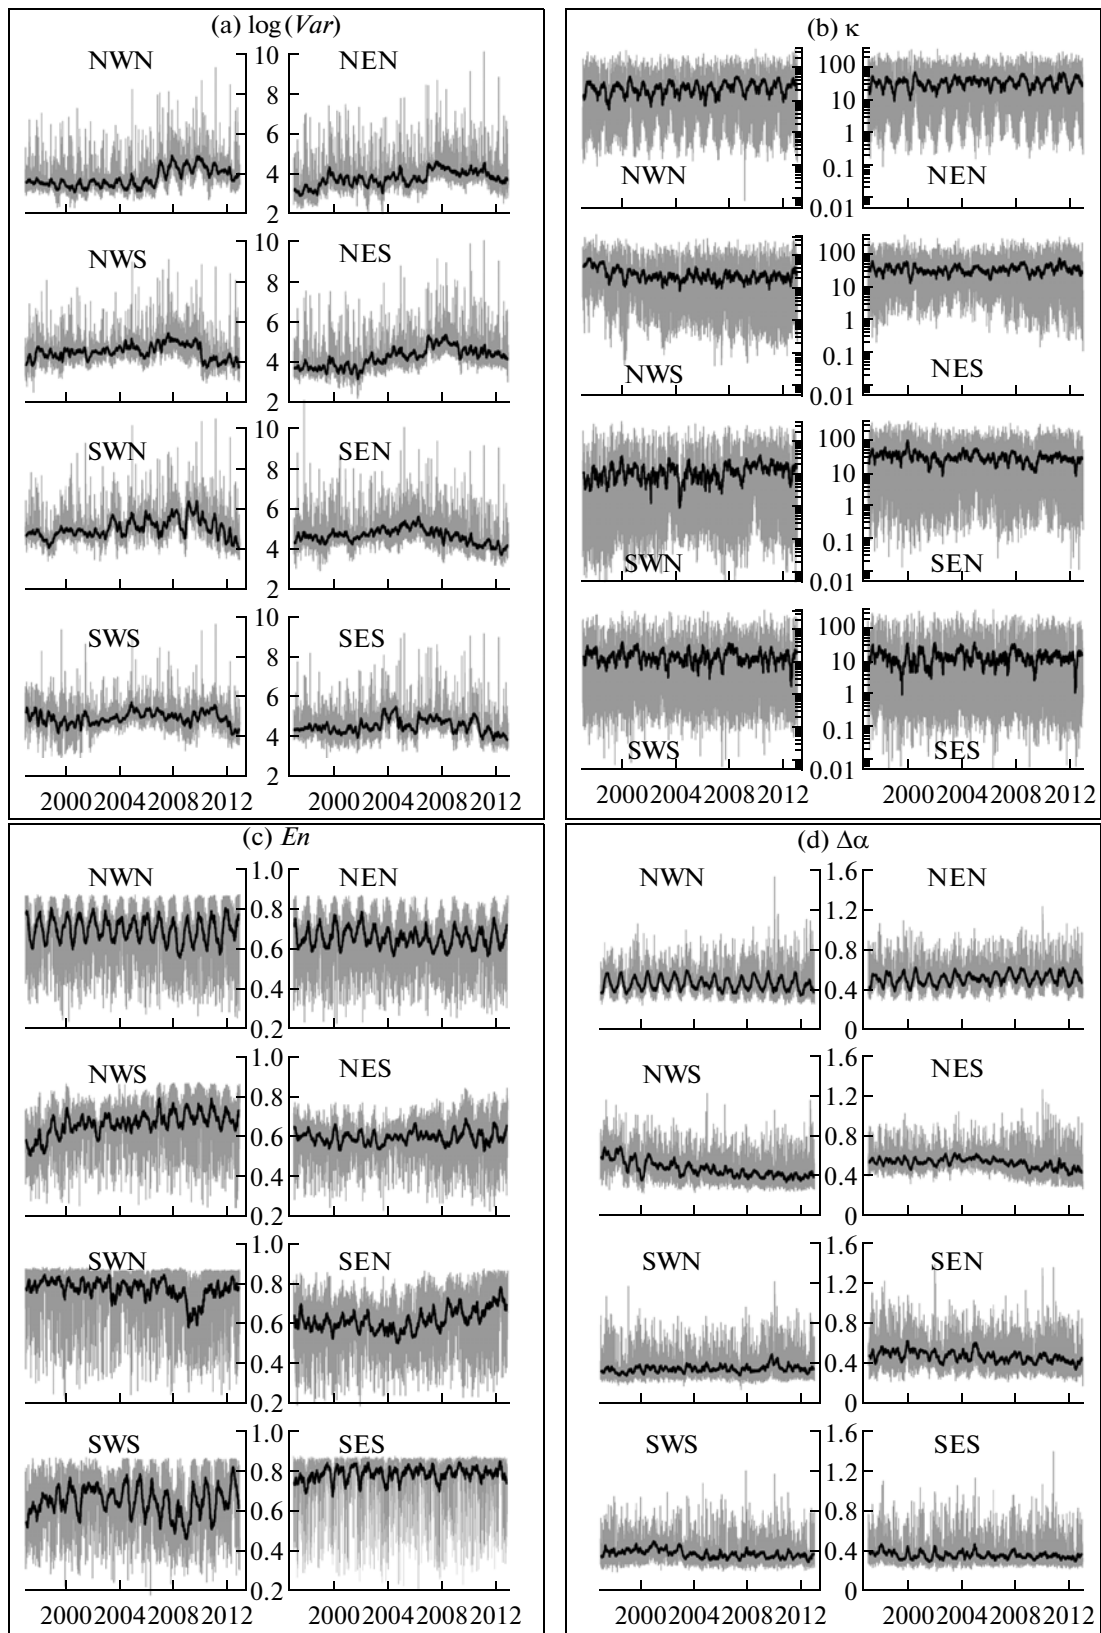 (a) log (Var)
NWN 10 NEN
8
6
4
2
NWS 10 NES
8
6
4
2
SWN 10 SEN
8
6
4
2
SWS 10 SES
8
6
4
2
2000 2004 2008 2012 2000 2004 2008 2012
(b) κ
100
10
1
0.1
NWN NEN
0.01
100
10
1
0.1
NWS NES
0.01
100
10
1
0.1
SWN SEN
0.01
100
10
1
0.1
SWS SES
0.01
2000 2004 2008 2012 2000 2004 2008 2012
(c) En
NWN 1.0 NEN
0.8
0.6
0.4
0.2
NWS 1.0 NES
0.8
0.6
0.4
0.2
SWN 1.0 SEN
0.8
0.6
0.4
0.2
SWS 1.0 SES
0.8
0.6
0.4
0.2
2000 2004 2008 2012 2000 2004 2008 2012
(d) Δα
NWN 1.6 NEN
1.2
0.8
0.4
0
NWS 1.6 NES
1.2
0.8
0.4
0
SWN 1.6 SEN
1.2
0.8
0.4
0
SWS 1.6 SES
1.2
0.8
0.4
0
2000 2004 2008 2012 2000 2004 2008 2012